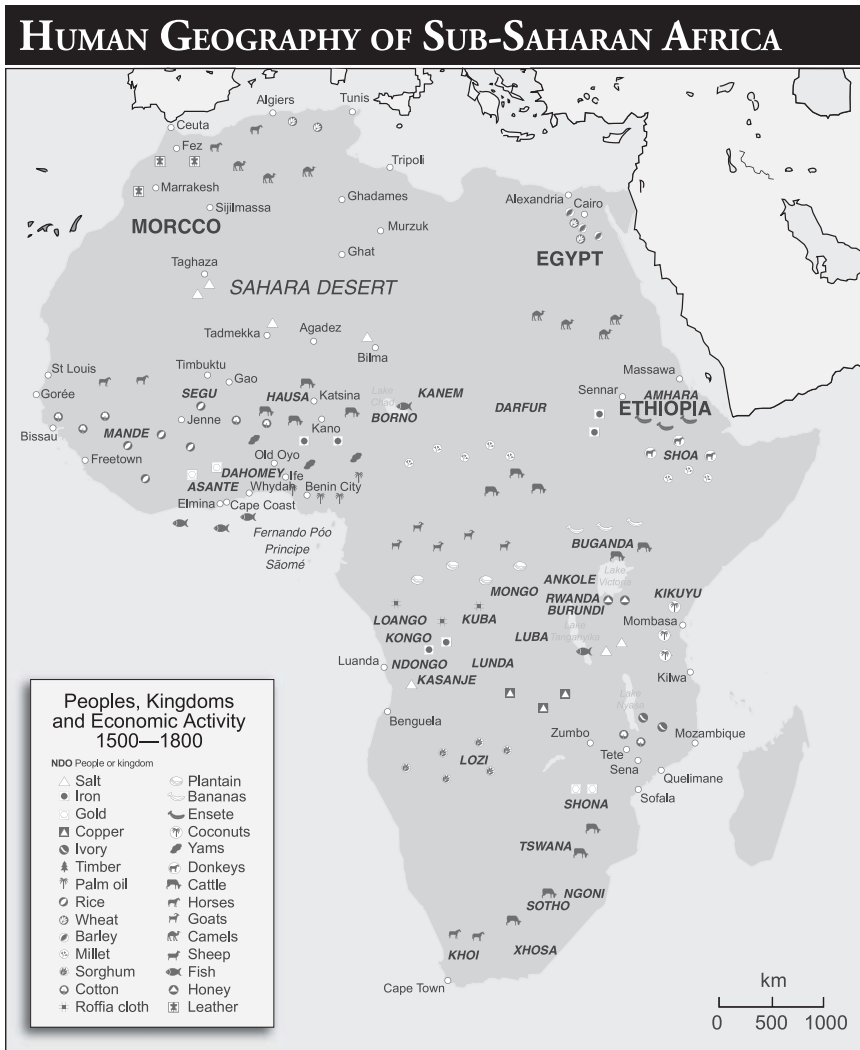 HUMAN GEOGRAPHY OF SUB-SAHARAN AFRICA
Algiers
Tunis
Ceuta
Fez
Tripoli
Marrakesh
Sijilmassa
Ghadames
Alexandria
Cairo
MORCCO
Murzuk
Ghat
EGYPT
Taghaza
SAHARA DESERT
Tadmekka
Agadez
Bilma
St Louis
Timbuktu
Gao
Massawa
Gorée
SEGU
HAUSA
Katsina
Lake
Chad
KANEM
Sennar
AMHARA
BORNO
DARFUR
ETHIOPIA
Bissau
MANDE
Jenne
Kano
Freetown
Old Oyo
SHOA
DAHOMEY
Ife
ASANTE
Whydah
Benin City
Elmina
Cape Coast
Fernando Póo
Principe
Sãomé
BUGANDA
Lake
Victoria
ANKOLE
MONGO
RWANDA
KIKUYU
BURUNDI
LOANGO
KUBA
Mombasa
Lake
Tanganyika
KONGO
LUBA
Luanda
NDONGO
LUNDA
KASANJE
Kilwa
Lake
Nyasa
Benguela
Zumbo
Mozambique
LOZI
Tete
Sena
Quelimane
Sofala
SHONA
TSWANA
NGONI
SOTHO
KHOI
XHOSA
Cape Town
Peoples, Kingdoms
and Economic Activity
1500—1800
NDO People or kingdom
Salt
Iron
Gold
Copper
Ivory
Timber
Palm oil
Rice
Wheat
Barley
Millet
Sorghum
Cotton
Roffia cloth
Plantain
Bananas
Ensete
Coconuts
Yams
Donkeys
Cattle
Horses
Goats
Camels
Sheep
Fish
Honey
Leather
km
0 500 1000